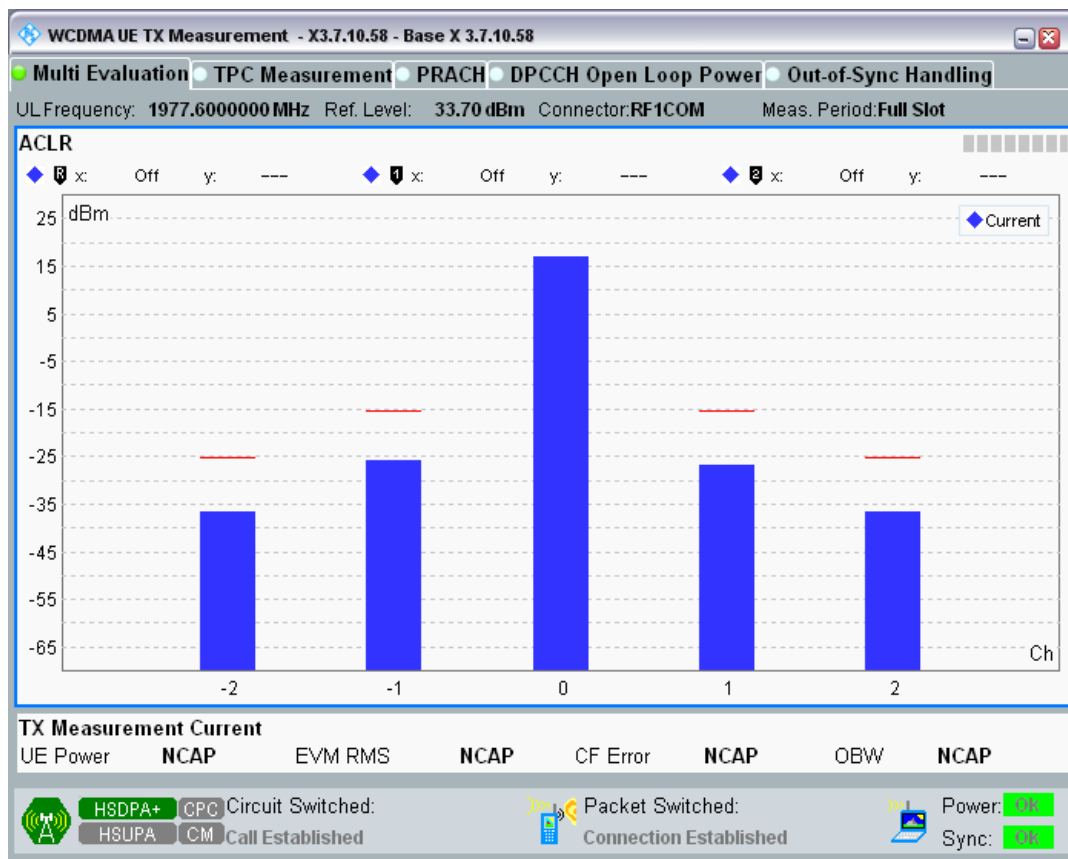 WCDMA UE TX Measurement - X3.7.10.58 - Base X 3.7.10.58
Multi Evaluation TPC Measurement PRACH DPCCH Open Loop Power Out-of-Sync Handling
UL Frequency: 1977.6000000 MHz Ref. Level: 33.70 dBm Connector:RF1COM Meas. Period:Full Slot
ACLR
R x: Off y: --- 1 x: Off y: --- 2 x: Off y: ---
dBm
Current
25
15
5
-5
-15
-25
-35
-45
-55
-65
Ch
-2 -1 0 1 2
TX Measurement Current
UE Power NCAP EVM RMS NCAP CF Error NCAP OBW NCAP
HSDPA+ CPC Circuit Switched: Packet Switched: Power: OK
HSUPA CM Call Established Connection Established Sync: OK